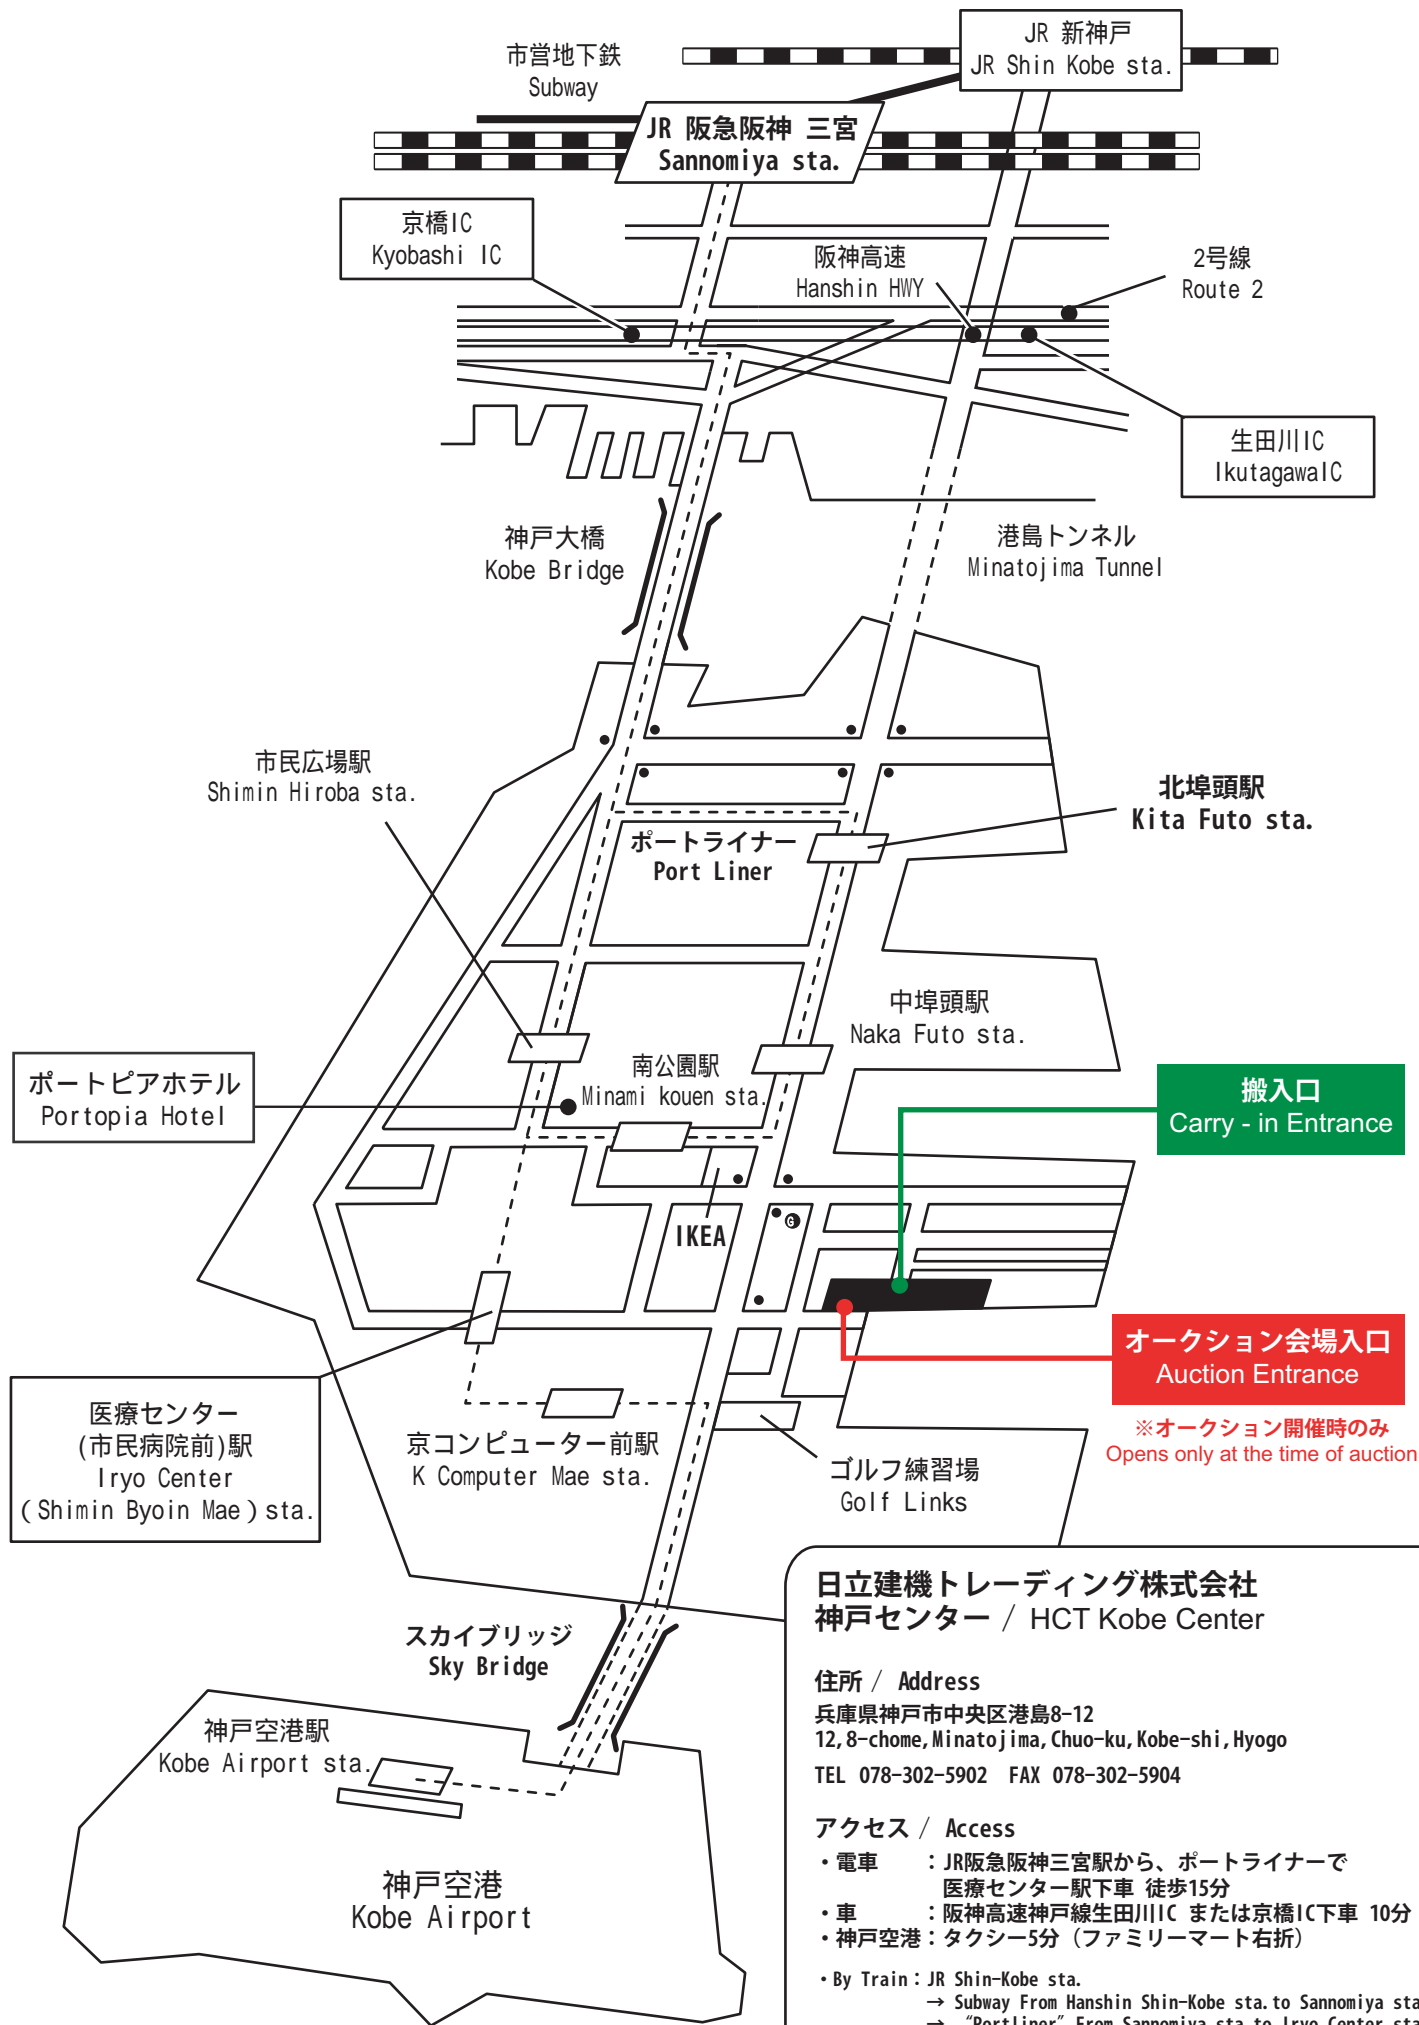 JR 新神戸
JR Shin Kobe sta.
市営地下鉄
Subway
JR 阪急阪神 三宮
Sannomiya sta.
京橋IC
Kyobashi IC
阪神高速
Hanshin HWY
2号線
Route 2
生田川IC
IkutagawaIC
神戸大橋
Kobe Bridge
港島トンネル
Minatojima Tunnel
市民広場駅
Shimin Hiroba sta.
北埠頭駅
Kita Futo sta.
ポートライナー
Port Liner
中埠頭駅
Naka Futo sta.
南公園駅
Minami kouen sta.
ポートピアホテル
Portopia Hotel
搬入口
Carry - in Entrance
IKEA
G
オークション会場入口
Auction Entrance
※オークション開催時のみ
Opens only at the time of auction
医療センター
(市民病院前)駅
Iryo Center
(Shimin Byoin Mae) sta.
京コンピューター前駅
K Computer Mae sta.
ゴルフ練習場
Golf Links
スカイブリッジ
Sky Bridge
神戸空港駅
Kobe Airport sta.
神戸空港
Kobe Airport
日立建機トレーディング株式会社
神戸センター / HCT Kobe Center
住所 / Address
兵庫県神戸市中央区港島8-12
12,8-chome,Minatojima,Chuo-ku,Kobe-shi,Hyogo
TEL 078-302-5902 FAX 078-302-5904
アクセス / Access
・電車 ：JR阪急阪神三宮駅から、ポートライナーで
医療センター駅下車 徒歩15分
・車 ：阪神高速神戸線生田川IC または京橋IC下車 10分
・神戸空港：タクシー5分（ファミリーマート右折）
・By Train：JR Shin-Kobe sta.
→ Subway From Hanshin Shin-Kobe sta.to Sannomiya sta
→ "Portliner" From Sannomiya sta.to Iryo Center sta